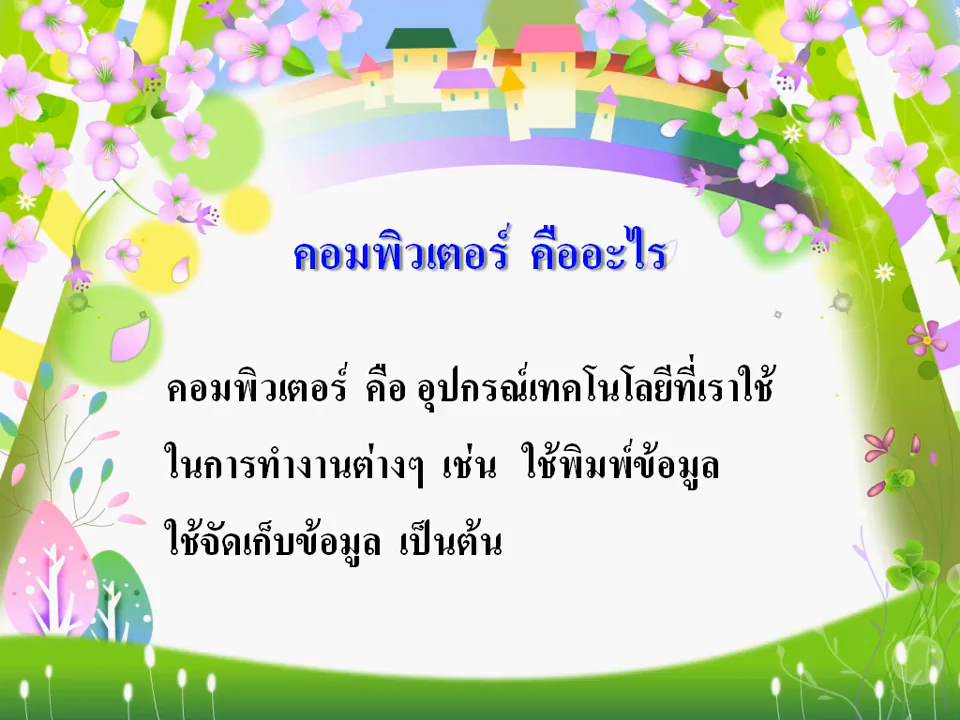 คอมพิวเตอร์ คืออะไร
คอมพิวเตอร์ คือ อุปกรณ์เทคโนโลยีที่เราใช้
ในการทำงานต่างๆ เช่น ใช้พิมพ์ข้อมูล
ใช้จัดเก็บข้อมูล เป็นต้น